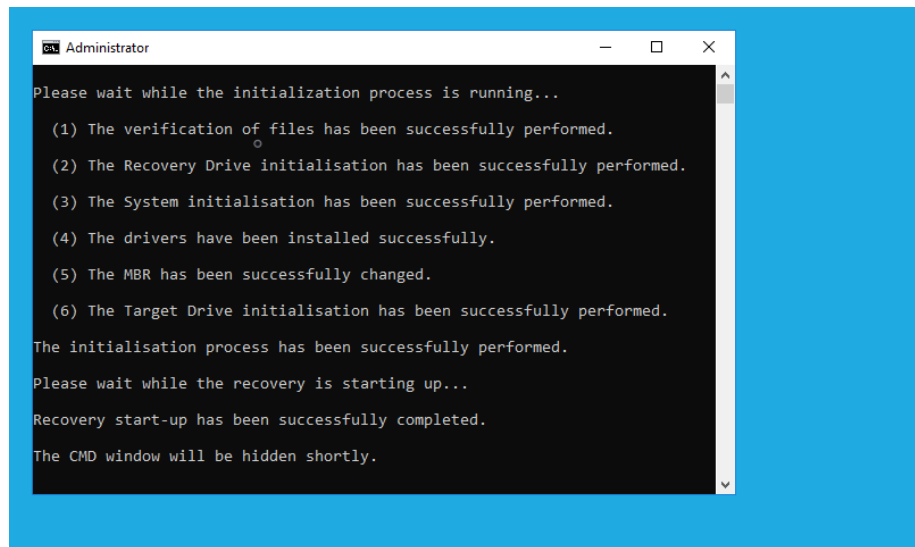 Administrator
Please wait while the initialization process is running...
(1) The verification of files has been successfully performed.
(2) The Recovery Drive initialisation has been successfully performed.
(3) The System initialisation has been successfully performed.
(4) The drivers have been installed successfully.
(5) The MBR has been successfully changed.
(6) The Target Drive initialisation has been successfully performed.
The initialisation process has been successfully performed.
Please wait while the recovery is starting up...
Recovery start-up has been successfully completed.
The CMD window will be hidden shortly.